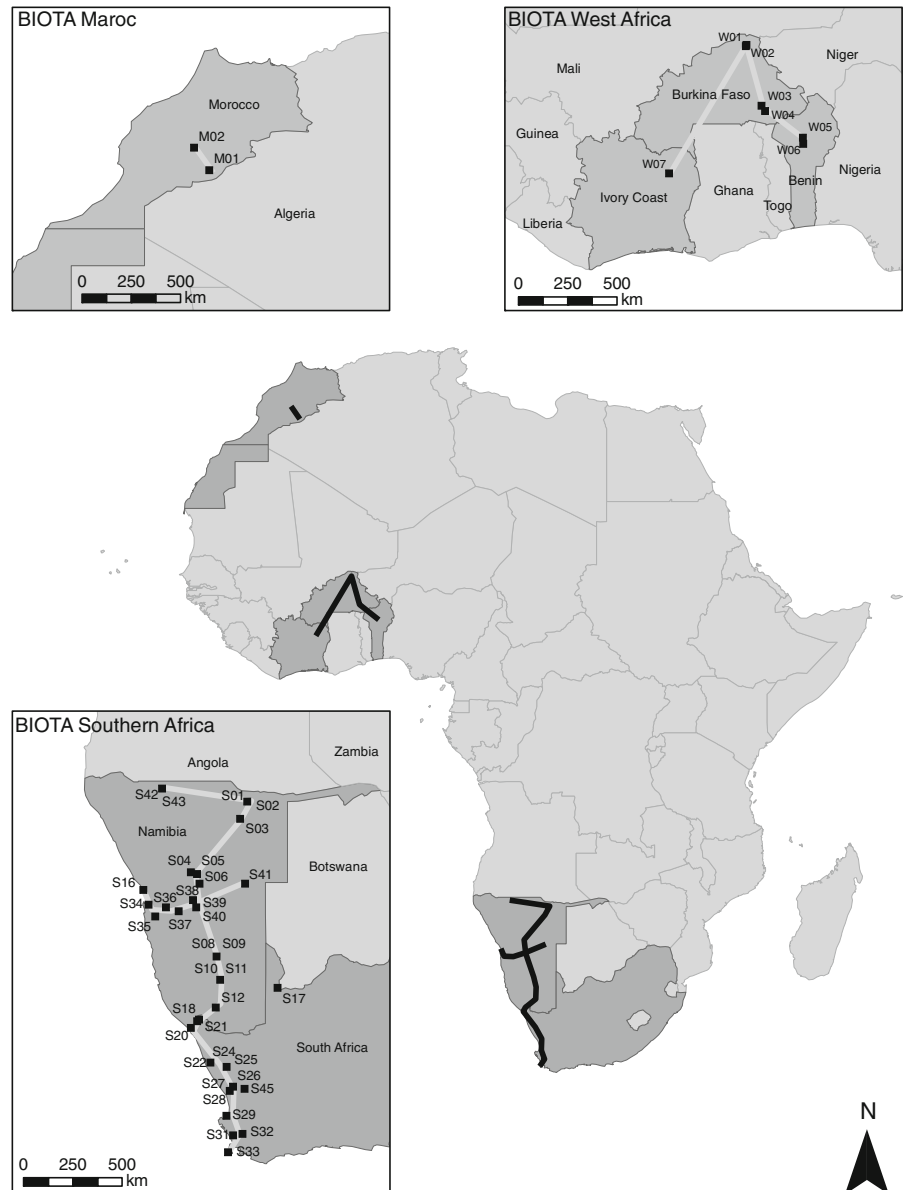 BIOTA Maroc
Morocco
M02
M01
Algeria
0 250 500
km
BIOTA West Africa
W01
W02
Mali
Niger
Burkina Faso
W03
W04
Guinea
W05
W06
W07
Ivory Coast
Ghana
Benin
Nigeria
Togo
Liberia
0 250 500
km
BIOTA Southern Africa
Zambia
Angola
S42
S43
S01
S02
S03
Namibia
S04
S05
S06
S41
Botswana
S16
S38
S34
S36
S39
S35
S37
S40
S08
S09
S10
S11
S17
S12
S18
S21
S20
S24
S22
S25
South Africa
S26
S27
S45
S28
S29
S31
S32
S33
0 250 500
km
N